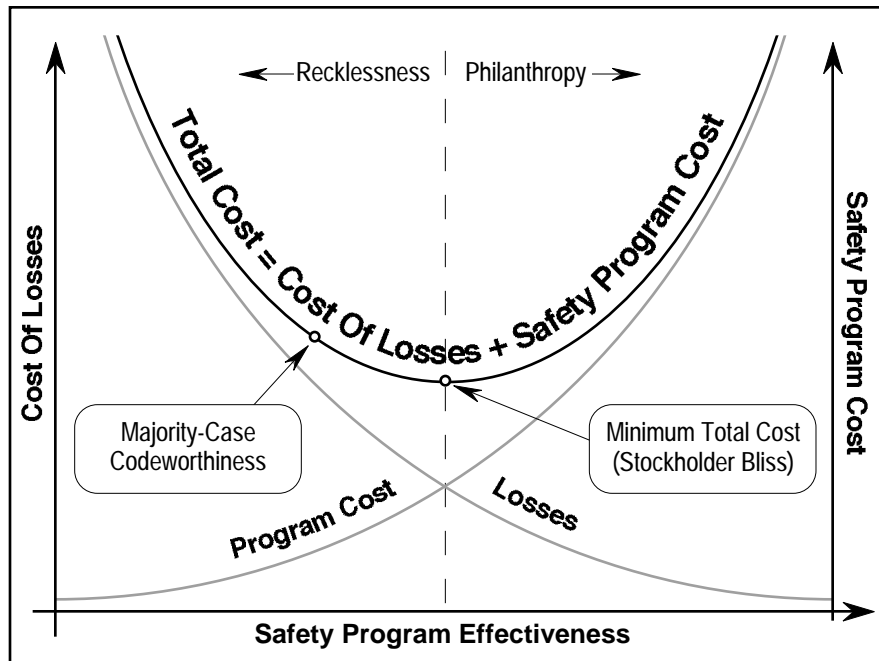 Recklessness
Philanthropy
Total Cost = Cost Of Losses + Safety Program Cost
Cost Of Losses
Safety Program Cost
Majority-Case
Codeworthiness
Minimum Total Cost
(Stockholder Bliss)
Program Cost
Losses
Safety Program Effectiveness